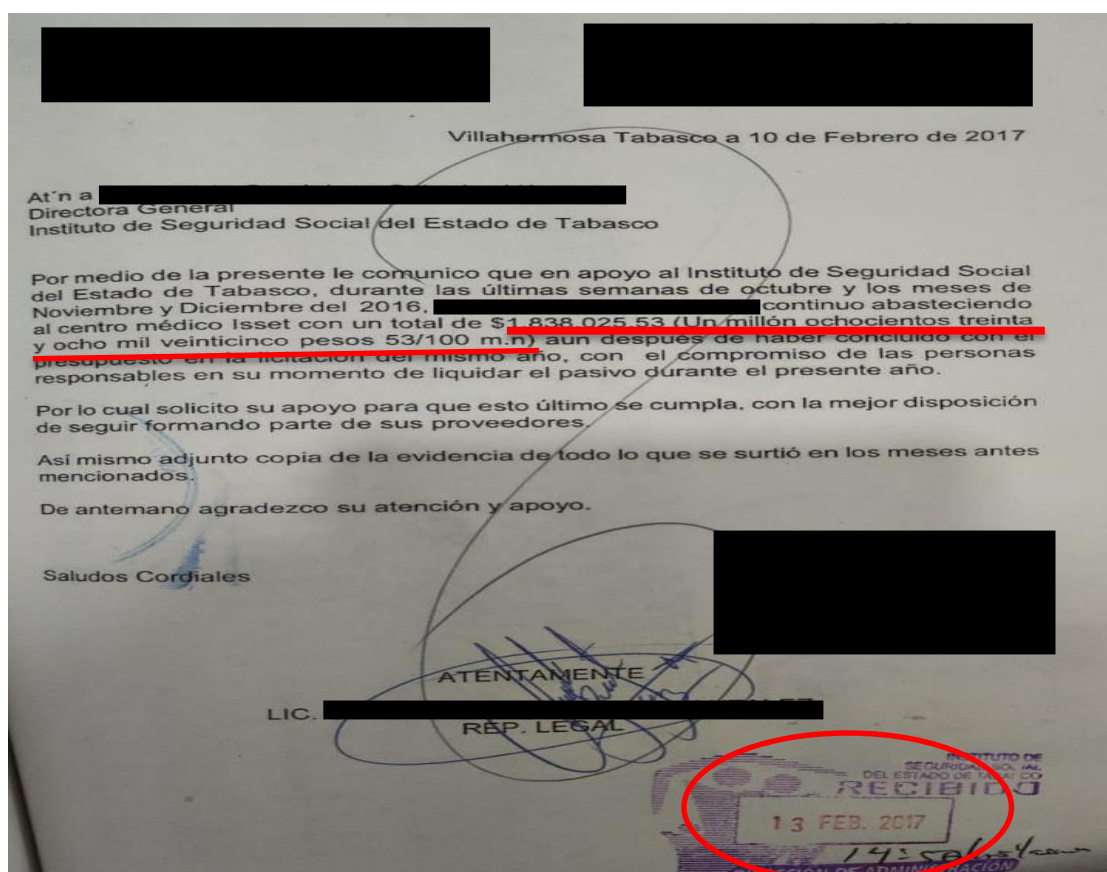 Villahermosa Tabasco a 10 de Febrero de 2017
At´n a
Directora General
Instituto de Seguridad Social del Estado de Tabasco
Por medio de la presente le comunico que en apoyo al Instituto de Seguridad Social
del Estado de Tabasco, durante las últimas semanas de octubre y los meses de
Noviembre y Diciembre del 2016, continuo abasteciendo
al centro médico Isset con un total de $1,838,025.53 (Un millón ochocientos treinta
y ocho mil veinticinco pesos 53/100 m.n) aun después de haber concluido con el
presupuesto en la licitación del mismo año, con el compromiso de las personas
responsables en su momento de liquidar el pasivo durante el presente año.
Por lo cual solicito su apoyo para que esto último se cumpla, con la mejor disposición
de seguir formando parte de sus proveedores.
Así mismo adjunto copia de la evidencia de todo lo que se surtió en los meses antes
mencionados.
De antemano agradezco su atención y apoyo.
Saludos Cordiales
ATENTAMENTE
LIC.
REP. LEGAL
INSTITUTO DE
SEGURIDAD SOCIAL
DEL ESTADO DE TABASCO
RECIBIDO
13 FEB. 2017
DIRECCIÓN DE ADMINISTRACIÓN